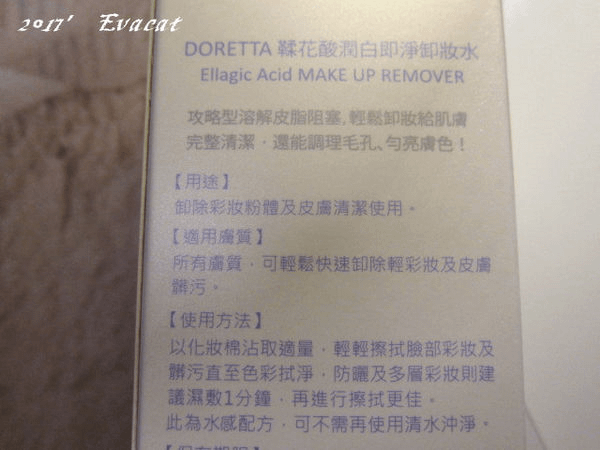 2017' Evacat
DORETTA 鞣花酸潤白即淨卸妝水
Ellagic Acid MAKE UP REMOVER
攻略型溶解皮脂阻塞,輕鬆卸妝給肌膚
完整清潔，還能調理毛孔、勻亮膚色！
【用途】
卸除彩妝粉體及皮膚清潔使用。
【適用膚質】
所有膚質，可輕鬆快速卸除輕彩妝及皮膚
髒污。
【使用方法】
以化妝棉沾取適量，輕輕擦拭臉部彩妝及
髒污直至色彩拭淨，防曬及多層彩妝則建
議濕敷1分鐘，再進行擦拭更佳。
此為水感配方，可不需再使用清水沖淨。
【保存期限】